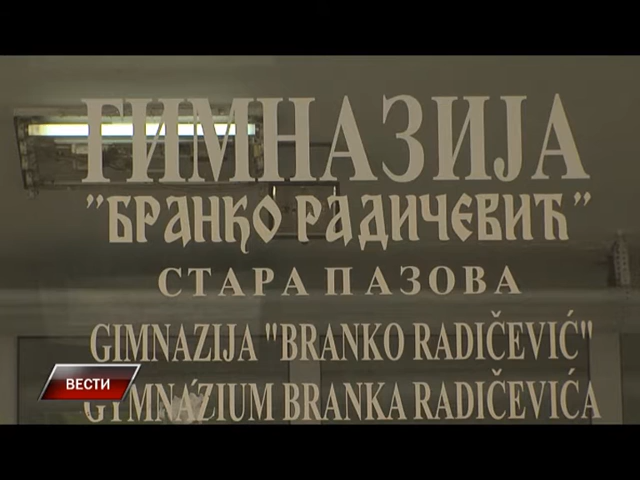 ГИМНАЗИЈА
"БРАНКО РАДИЧЕВИЋ"
СТАРА ПАЗОВА
GIMNAZIJA "BRANKO RADIČEVIĆ"
GYMNÁZIUM BRANKA RADIČEVIĆA
ВЕСТИ